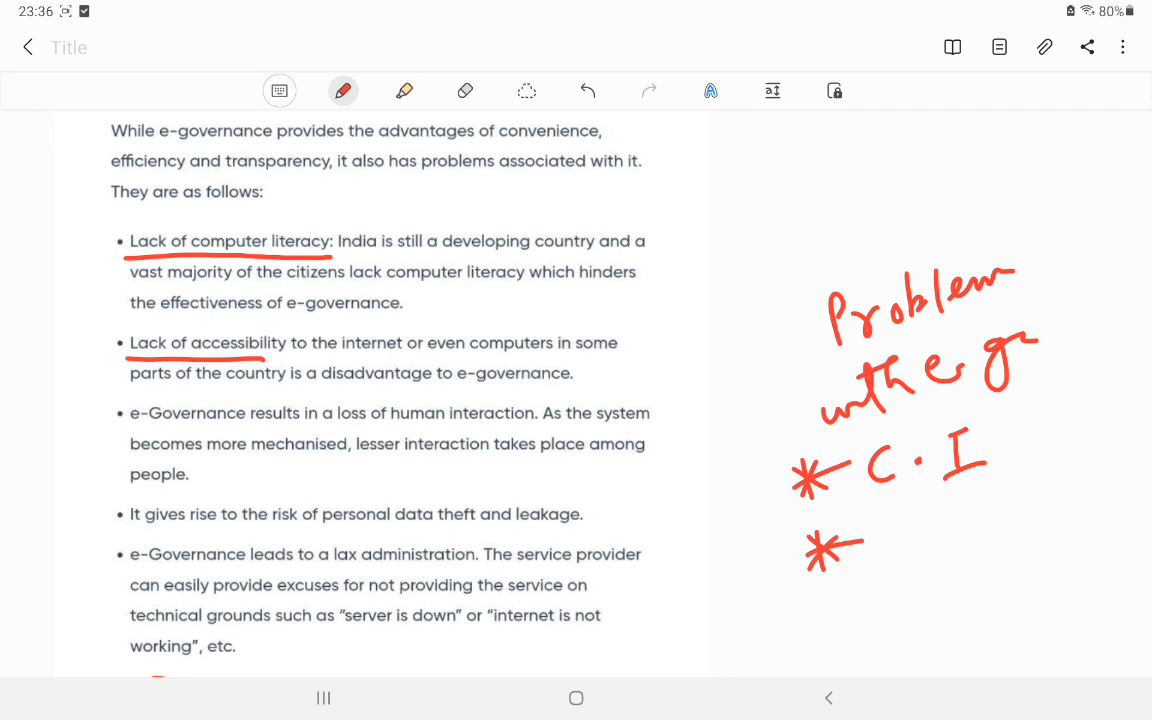 23:36 80%
Title
While e-governance provides the advantages of convenience,
efficiency and transparency, it also has problems associated with it.
They are as follows:
• Lack of computer literacy: India is still a developing country and a
vast majority of the citizens lack computer literacy which hinders
the effectiveness of e-governance.
• Lack of accessibility to the internet or even computers in some
parts of the country is a disadvantage to e-governance.
• e-Governance results in a loss of human interaction. As the system
becomes more mechanised, lesser interaction takes place among
people.
• It gives rise to the risk of personal data theft and leakage.
• e-Governance leads to a lax administration. The service provider
can easily provide excuses for not providing the service on
technical grounds such as “server is down” or “internet is not
working”, etc.
Problem
with e g
* C . I
*